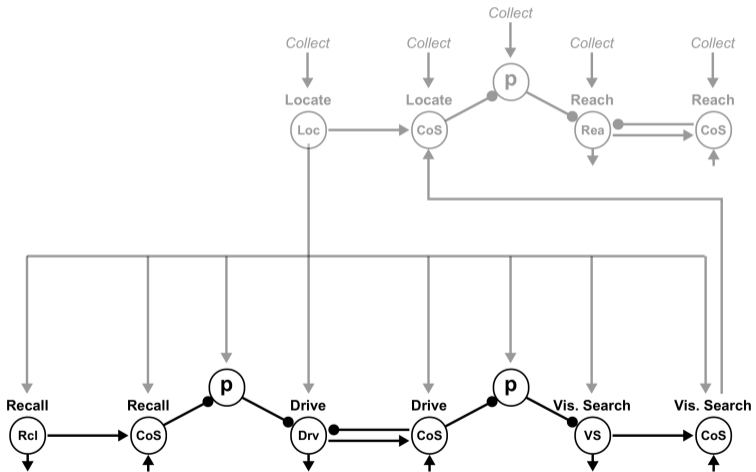 Collect
Collect Collect Collect Collect
p
Locate Locate Reach Reach
Loc CoS Rea CoS
p p
Recall Recall Drive Drive Vis. Search Vis. Search
Rcl CoS Drv CoS VS CoS